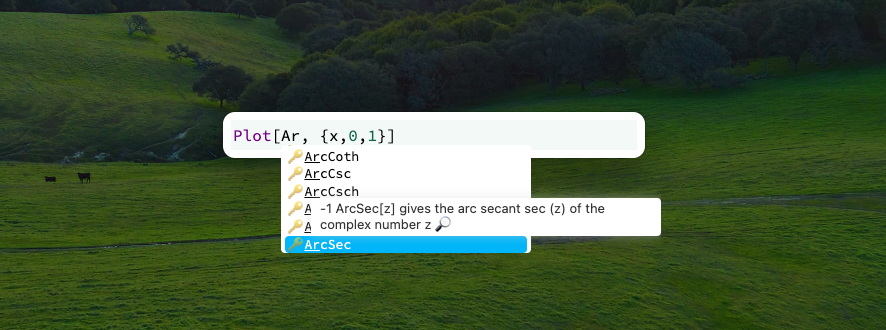 Plot[Ar, {x,0,1}]
ArcCoth
ArcCsc
ArcCsch
A
-1 ArcSec[z] gives the arc secant sec (z) of the
A
complex number z
ArcSec